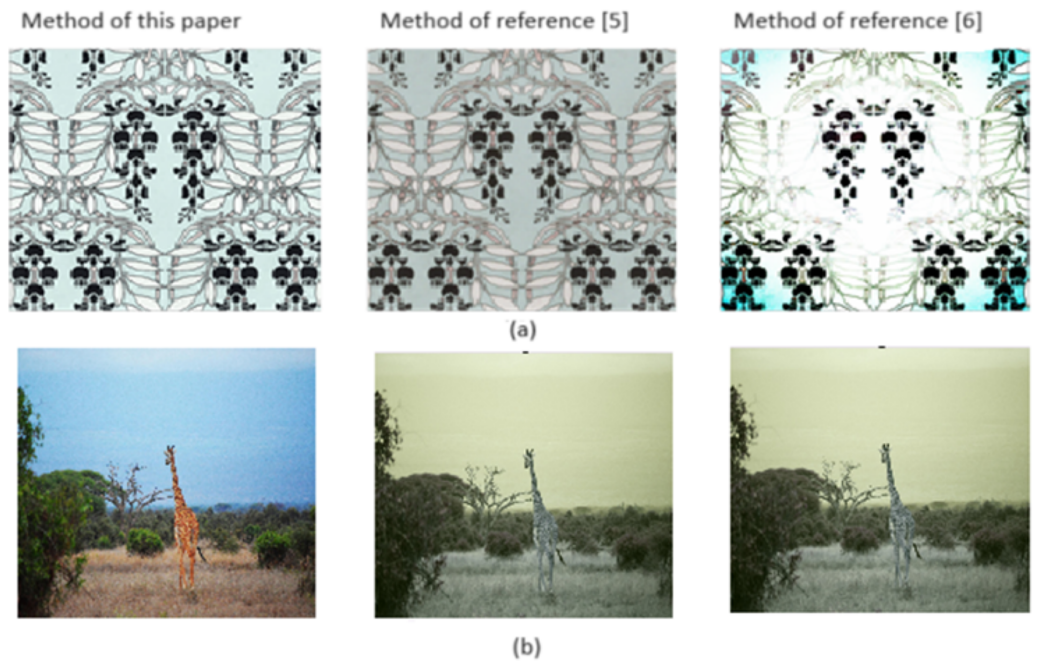 Method of this paper
Method of reference [5]
Method of reference [6]
(a)
(b)